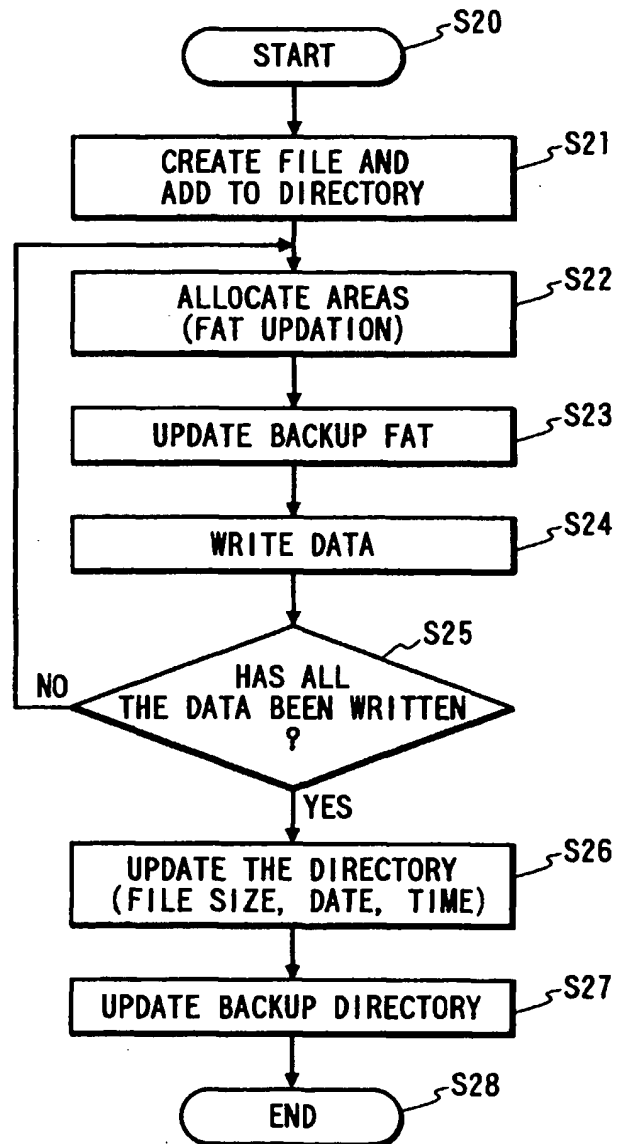 S20
START
S21
CREATE FILE AND
ADD TO DIRECTORY
S22
ALLOCATE AREAS
(FAT UPDATION)
S23
UPDATE BACKUP FAT
S24
WRITE DATA
S25
HAS ALL
THE DATA BEEN WRITTEN
?
NO
YES
S26
UPDATE THE DIRECTORY
(FILE SIZE, DATE, TIME)
S27
UPDATE BACKUP DIRECTORY
S28
END